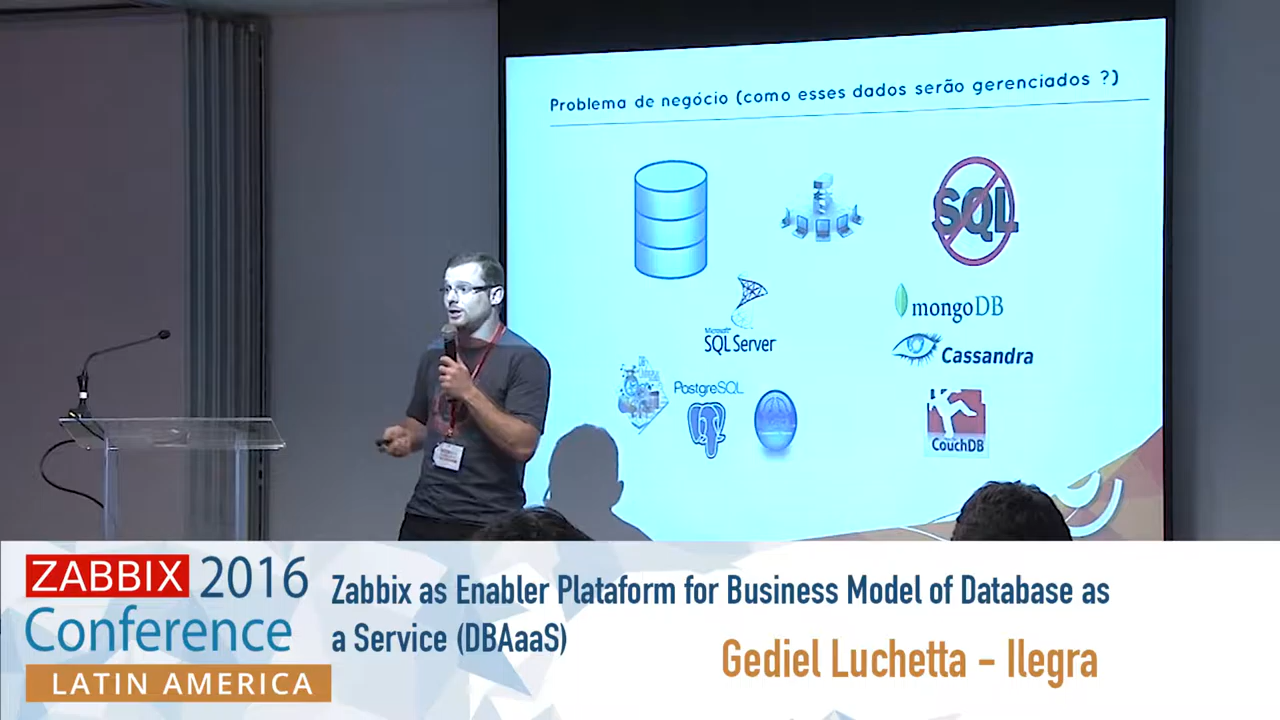 Problema de negócio (como esses dados serão gerenciados ?)
SQL
Microsoft®
SQL Server
mongoDB
Cassandra
PostgreSQL
CouchDB
ZABBIX 2016
Conference
LATIN AMERICA
Zabbix as Enabler Plataform for Business Model of Database as
a Service (DBAaaS)
Gediel Luchetta - Ilegra